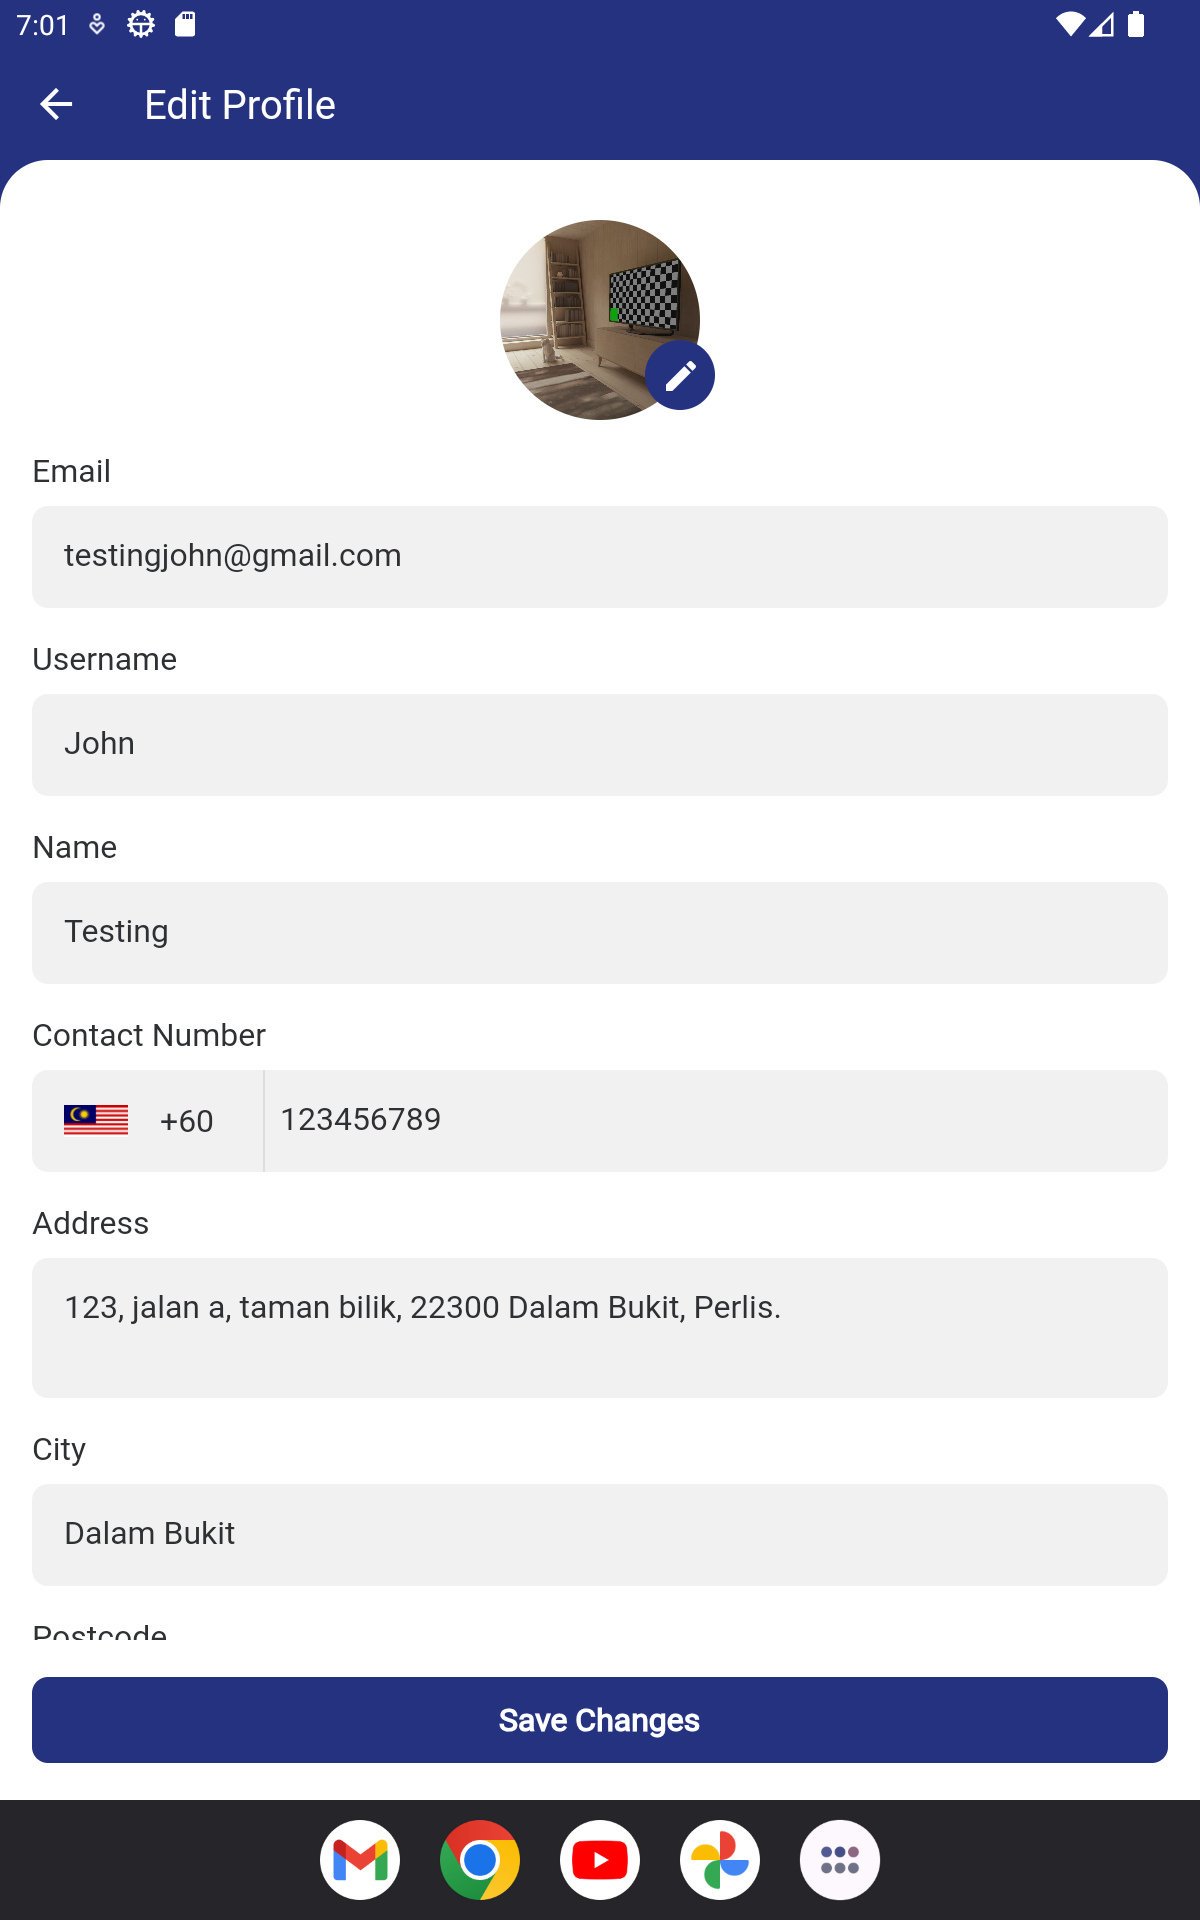 7:01
Edit Profile
Email
testingjohn@gmail.com
Username
John
Name
Testing
Contact Number
+60 123456789
Address
123, jalan a, taman bilik, 22300 Dalam Bukit, Perlis.
City
Dalam Bukit
Postcode
Save Changes